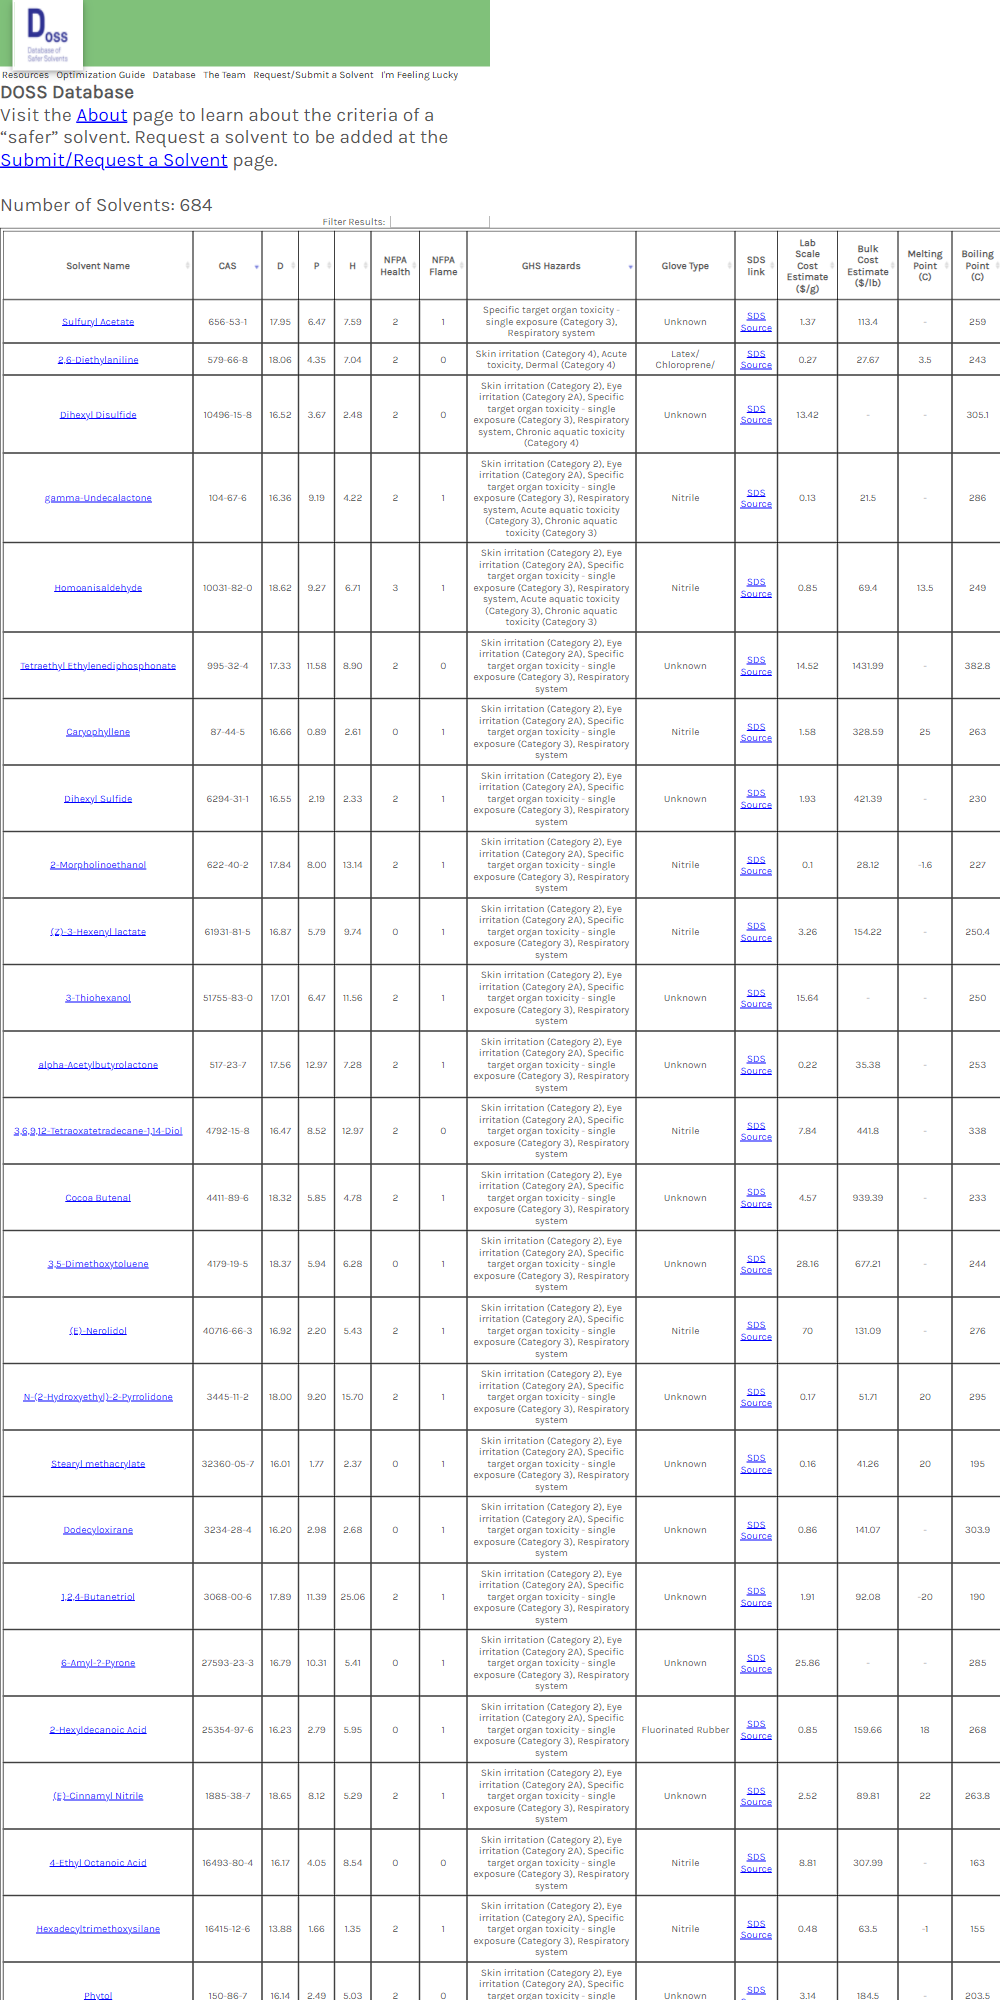 Doss
Database of
Safer Solvents
Resources Optimization Guide Database The Team Request/Submit a Solvent I'm Feeling Lucky
DOSS Database
Visit the About page to learn about the criteria of a
“safer” solvent. Request a solvent to be added at the
Submit/Request a Solvent page.
Number of Solvents: 684
Filter Results:
Solvent Name CAS D P H NFPA Health NFPA Flame GHS Hazards Glove Type SDS link Lab Scale Cost Estimate ($/g) Bulk Cost Estimate ($/lb) Melting Point (C) Boiling Point (C)
Sulfuryl Acetate 656-53-1 17.95 6.47 7.59 2 1 Specific target organ toxicity - single exposure (Category 3), Respiratory system Unknown SDS Source 1.37 113.4 - 259
2,6-Diethylaniline 579-66-8 18.06 4.35 7.04 2 0 Skin irritation (Category 4), Acute toxicity, Dermal (Category 4) Latex/ Chloroprene/ SDS Source 0.27 27.67 3.5 243
Dihexyl Disulfide 10496-15-8 16.52 3.67 2.48 2 0 Skin irritation (Category 2), Eye irritation (Category 2A), Specific target organ toxicity - single exposure (Category 3), Respiratory system, Chronic aquatic toxicity (Category 4) Unknown SDS Source 13.42 - - 305.1
gamma-Undecalactone 104-67-6 16.36 9.19 4.22 2 1 Skin irritation (Category 2), Eye irritation (Category 2A), Specific target organ toxicity - single exposure (Category 3), Respiratory system, Acute aquatic toxicity (Category 3), Chronic aquatic toxicity (Category 3) Nitrile SDS Source 0.13 21.5 - 286
Homoanisaldehyde 10031-82-0 18.62 9.27 6.71 3 1 Skin irritation (Category 2), Eye irritation (Category 2A), Specific target organ toxicity - single exposure (Category 3), Respiratory system, Acute aquatic toxicity (Category 3), Chronic aquatic toxicity (Category 3) Nitrile SDS Source 0.85 69.4 13.5 249
Tetraethyl Ethylenediphosphonate 995-32-4 17.33 11.58 8.90 2 0 Skin irritation (Category 2), Eye irritation (Category 2A), Specific target organ toxicity - single exposure (Category 3), Respiratory system Unknown SDS Source 14.52 1431.99 - 382.8
Caryophyllene 87-44-5 16.66 0.89 2.61 0 1 Skin irritation (Category 2), Eye irritation (Category 2A), Specific target organ toxicity - single exposure (Category 3), Respiratory system Nitrile SDS Source 1.58 328.59 25 263
Dihexyl Sulfide 6294-31-1 16.55 2.19 2.33 2 1 Skin irritation (Category 2), Eye irritation (Category 2A), Specific target organ toxicity - single exposure (Category 3), Respiratory system Unknown SDS Source 1.93 421.39 - 230
2-Morpholinoethanol 622-40-2 17.84 8.00 13.14 2 1 Skin irritation (Category 2), Eye irritation (Category 2A), Specific target organ toxicity - single exposure (Category 3), Respiratory system Nitrile SDS Source 0.1 28.12 -1.6 227
(Z)-3-Hexenyl lactate 61931-81-5 16.87 5.79 9.74 0 1 Skin irritation (Category 2), Eye irritation (Category 2A), Specific target organ toxicity - single exposure (Category 3), Respiratory system Nitrile SDS Source 3.26 154.22 - 250.4
3-Thiohexanol 51755-83-0 17.01 6.47 11.56 2 1 Skin irritation (Category 2), Eye irritation (Category 2A), Specific target organ toxicity - single exposure (Category 3), Respiratory system Unknown SDS Source 15.64 - - 250
alpha-Acetylbutyrolactone 517-23-7 17.56 12.97 7.28 2 1 Skin irritation (Category 2), Eye irritation (Category 2A), Specific target organ toxicity - single exposure (Category 3), Respiratory system Unknown SDS Source 0.22 35.38 - 253
3,6,9,12-Tetraoxatetradecane-1,14-Diol 4792-15-8 16.47 8.52 12.97 2 0 Skin irritation (Category 2), Eye irritation (Category 2A), Specific target organ toxicity - single exposure (Category 3), Respiratory system Nitrile SDS Source 7.84 441.8 - 338
Cocoa Butenal 4411-89-6 18.32 5.85 4.78 2 1 Skin irritation (Category 2), Eye irritation (Category 2A), Specific target organ toxicity - single exposure (Category 3), Respiratory system Unknown SDS Source 4.57 939.39 - 233
3,5-Dimethoxytoluene 4179-19-5 18.37 5.94 6.28 0 1 Skin irritation (Category 2), Eye irritation (Category 2A), Specific target organ toxicity - single exposure (Category 3), Respiratory system Unknown SDS Source 28.16 677.21 - 244
(E)-Nerolidol 40716-66-3 16.92 2.20 5.43 2 1 Skin irritation (Category 2), Eye irritation (Category 2A), Specific target organ toxicity - single exposure (Category 3), Respiratory system Nitrile SDS Source 70 131.09 - 276
N-(2-Hydroxyethyl)-2-Pyrrolidone 3445-11-2 18.00 9.20 15.70 2 1 Skin irritation (Category 2), Eye irritation (Category 2A), Specific target organ toxicity - single exposure (Category 3), Respiratory system Unknown SDS Source 0.17 51.71 20 295
Stearyl methacrylate 32360-05-7 16.01 1.77 2.37 0 1 Skin irritation (Category 2), Eye irritation (Category 2A), Specific target organ toxicity - single exposure (Category 3), Respiratory system Unknown SDS Source 0.16 41.26 20 195
Dodecyloxirane 3234-28-4 16.20 2.98 2.68 0 1 Skin irritation (Category 2), Eye irritation (Category 2A), Specific target organ toxicity - single exposure (Category 3), Respiratory system Unknown SDS Source 0.86 141.07 - 303.9
1,2,4-Butanetriol 3068-00-6 17.89 11.39 25.06 2 1 Skin irritation (Category 2), Eye irritation (Category 2A), Specific target organ toxicity - single exposure (Category 3), Respiratory system Unknown SDS Source 1.91 92.08 -20 190
6-Amyl-?-Pyrone 27593-23-3 16.79 10.31 5.41 0 1 Skin irritation (Category 2), Eye irritation (Category 2A), Specific target organ toxicity - single exposure (Category 3), Respiratory system Unknown SDS Source 25.86 - - 285
2-Hexyldecanoic Acid 25354-97-6 16.23 2.79 5.95 0 1 Skin irritation (Category 2), Eye irritation (Category 2A), Specific target organ toxicity - single exposure (Category 3), Respiratory system Fluorinated Rubber SDS Source 0.85 159.66 18 268
(E)-Cinnamyl Nitrile 1885-38-7 18.65 8.12 5.29 2 1 Skin irritation (Category 2), Eye irritation (Category 2A), Specific target organ toxicity - single exposure (Category 3), Respiratory system Unknown SDS Source 2.52 89.81 22 263.8
4-Ethyl Octanoic Acid 16493-80-4 16.17 4.05 8.54 0 0 Skin irritation (Category 2), Eye irritation (Category 2A), Specific target organ toxicity - single exposure (Category 3), Respiratory system Nitrile SDS Source 8.81 307.99 - 163
Hexadecyltrimethoxysilane 16415-12-6 13.88 1.66 1.35 2 1 Skin irritation (Category 2), Eye irritation (Category 2A), Specific target organ toxicity - single exposure (Category 3), Respiratory system Nitrile SDS Source 0.48 63.5 -1 155
Phytol 150-86-7 16.14 2.49 5.03 2 0 Skin irritation (Category 2), Eye irritation (Category 2A), Specific target organ toxicity - single Unknown SDS 3.14 184.5 - 203.5